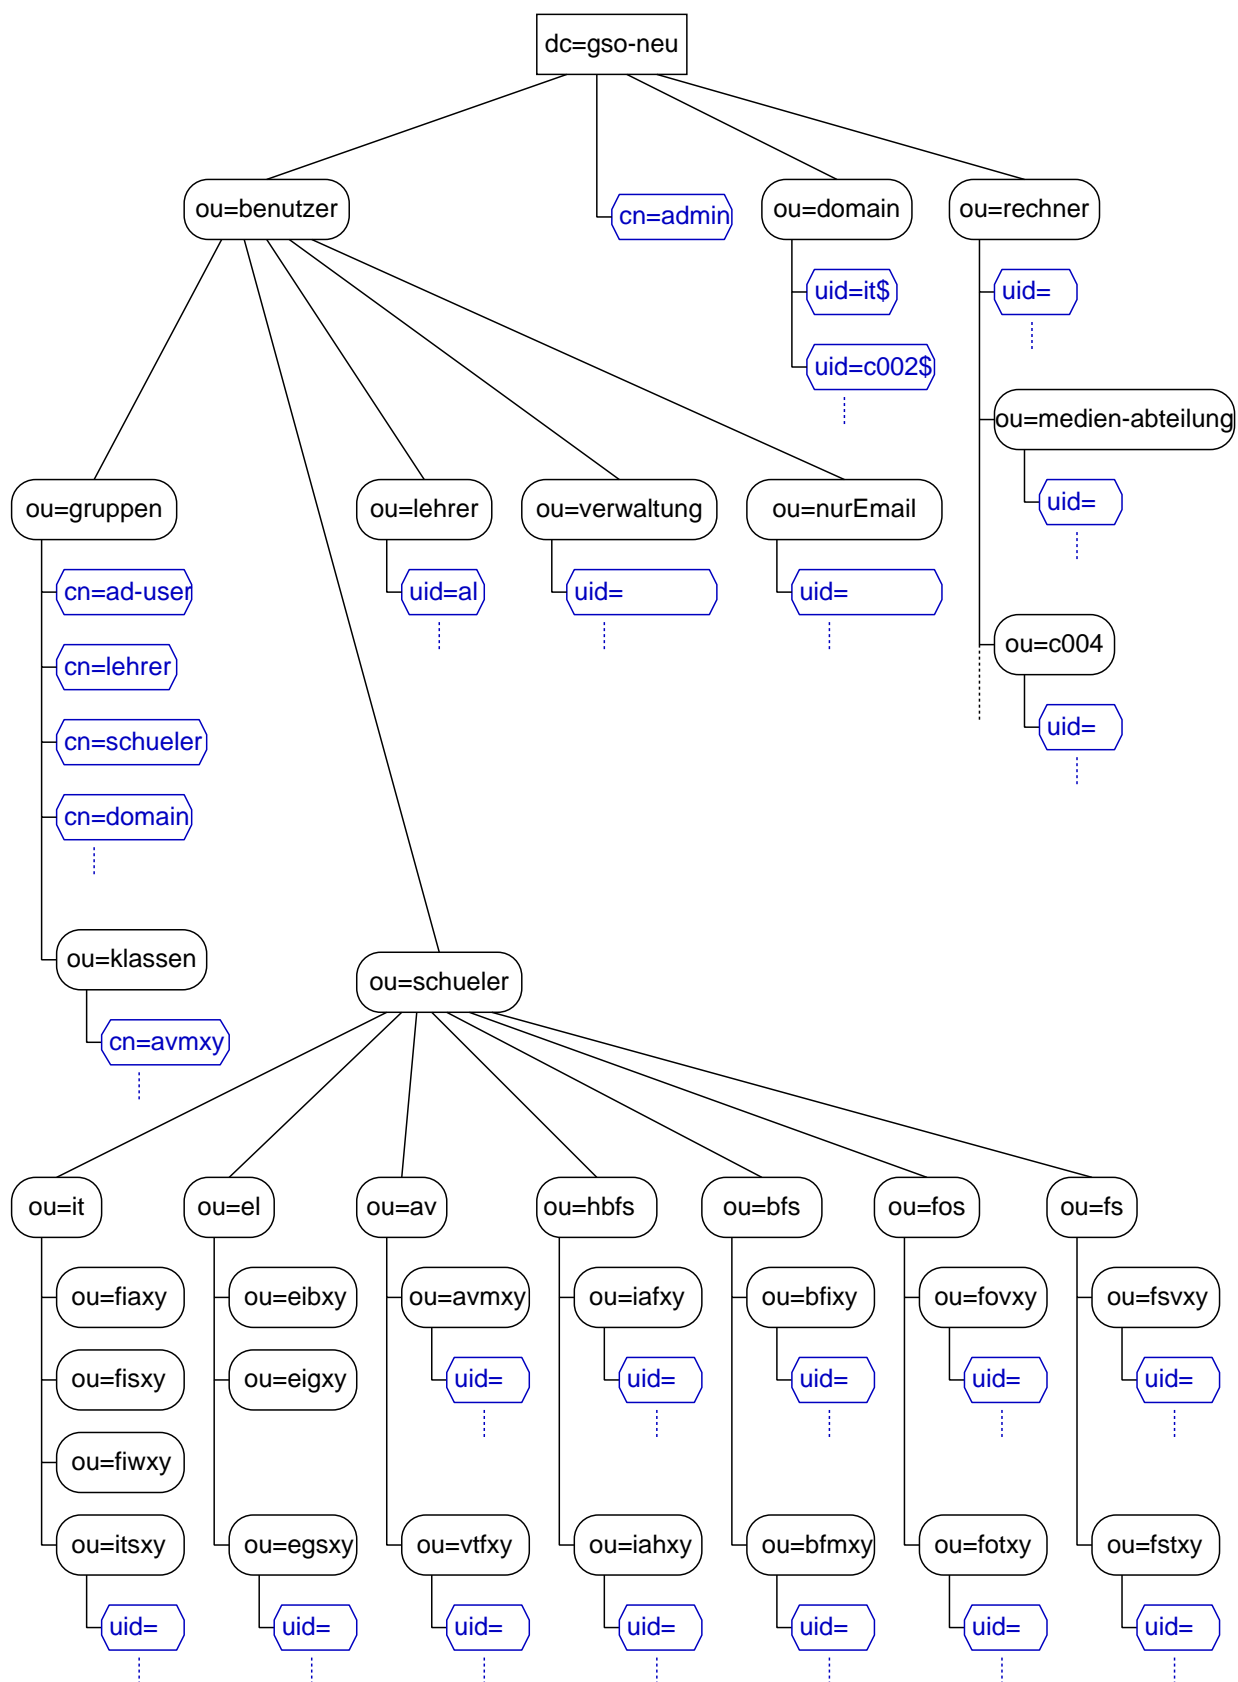 dc=gso-neu
ou=benutzer
cn=admin
ou=domain
ou=rechner
uid=it$
uid=
uid=c002$
ou=medien-abteilung
uid=
ou=gruppen
ou=lehrer
ou=verwaltung
ou=nurEmail
cn=ad-user
uid=al
uid=
uid=
cn=lehrer
ou=c004
cn=schueler
uid=
cn=domain
ou=klassen
ou=schueler
cn=avmxy
ou=it
ou=el
ou=av
ou=hbfs
ou=bfs
ou=fos
ou=fs
ou=fiaxy
ou=eibxy
ou=avmxy
ou=iafxy
ou=bfixy
ou=fovxy
ou=fsvxy
ou=fisxy
ou=eigxy
uid=
uid=
uid=
uid=
uid=
ou=fiwxy
ou=itsxy
ou=egsxy
ou=vtfxy
ou=iahxy
ou=bfmxy
ou=fotxy
ou=fstxy
uid=
uid=
uid=
uid=
uid=
uid=
uid=